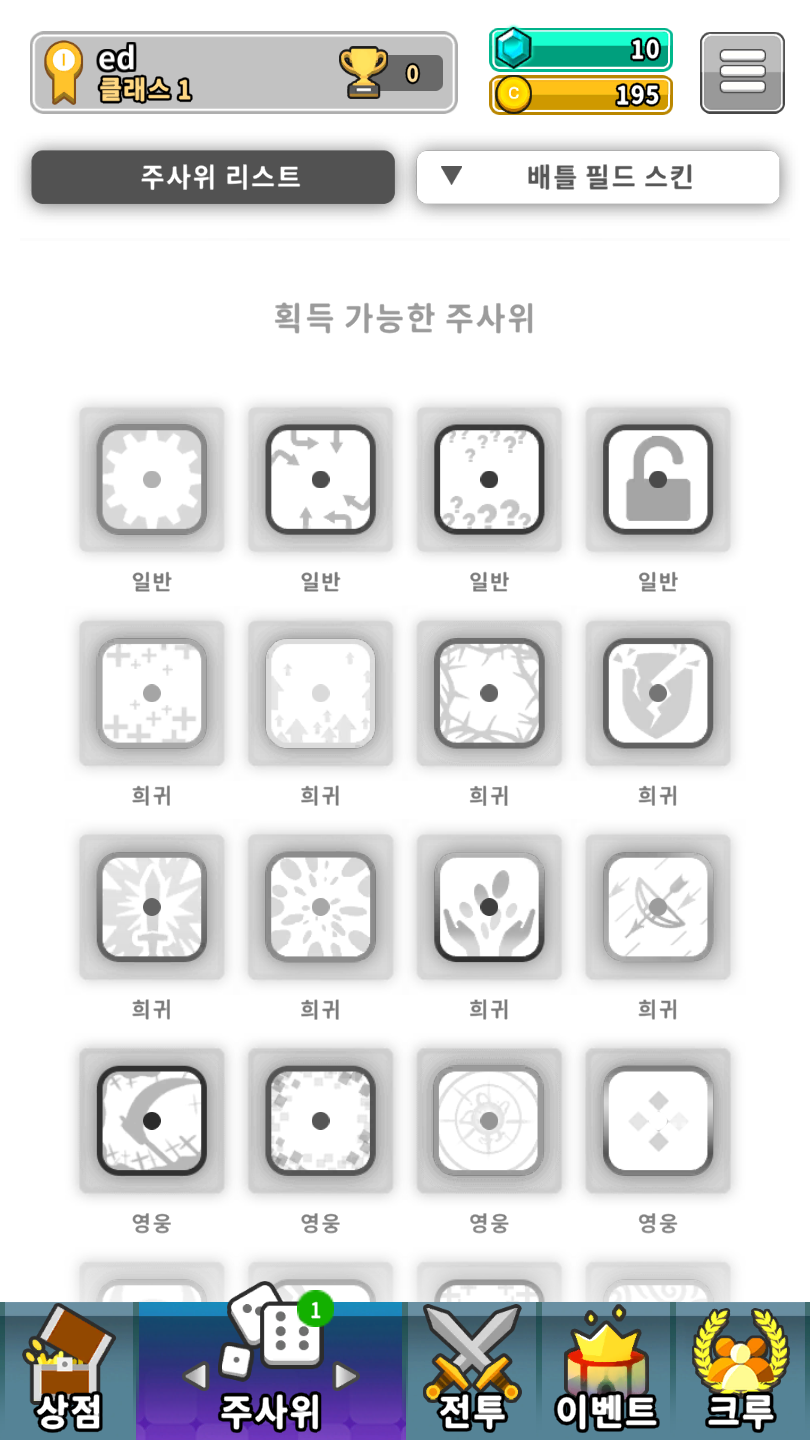 I
ed
클래스 1
0
10
C
195
주사위 리스트
배틀 필드 스킨
획득 가능한 주사위
일반 일반 일반 일반
희귀 희귀 희귀 희귀
희귀 희귀 희귀 희귀
영웅 영웅 영웅 영웅
1
상점 주사위 전투 이벤트 크루